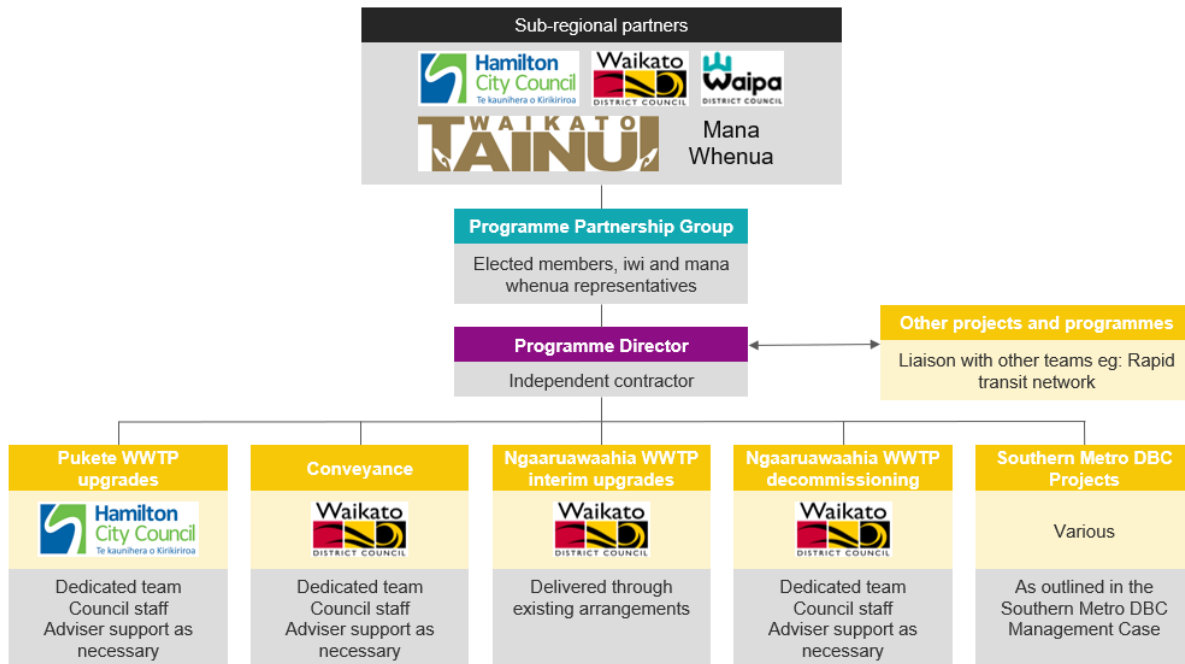 Sub-regional partners
Hamilton
City Council
Te kaunihera o Kirikiriroa
Waikato
DISTRICT COUNCIL
Waipa
DISTRICT COUNCIL
WAIKATO
TAINUI
Mana
Whenua
Programme Partnership Group
Elected members, iwi and mana
whenua representatives
Programme Director
Independent contractor
Other projects and programmes
Liaison with other teams eg: Rapid
transit network
Pukete WWTP
upgrades
Hamilton
City Council
Te kaunihera o Kirikiriroa
Dedicated team
Council staff
Adviser support as
necessary
Conveyance
Waikato
DISTRICT COUNCIL
Dedicated team
Council staff
Adviser support as
necessary
Ngaaruawaahia WWTP
interim upgrades
Waikato
DISTRICT COUNCIL
Delivered through
existing arrangements
Ngaaruawaahia WWTP
decommissioning
Waikato
DISTRICT COUNCIL
Dedicated team
Council staff
Adviser support as
necessary
Southern Metro DBC
Projects
Various
As outlined in the
Southern Metro DBC
Management Case